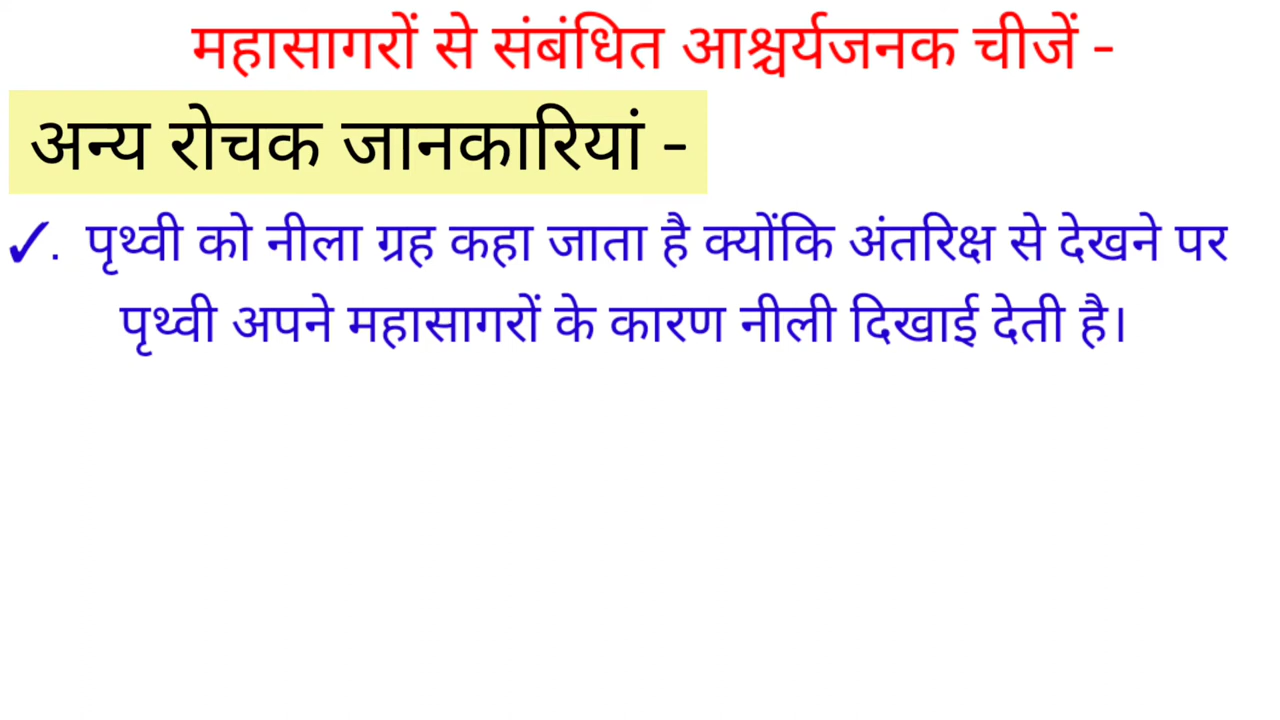 महासागरों से संबंधित आश्चर्यजनक चीजें -
अन्य रोचक जानकारियां -
✓. पृथ्वी को नीला ग्रह कहा जाता है क्योंकि अंतरिक्ष से देखने पर
पृथ्वी अपने महासागरों के कारण नीली दिखाई देती है।